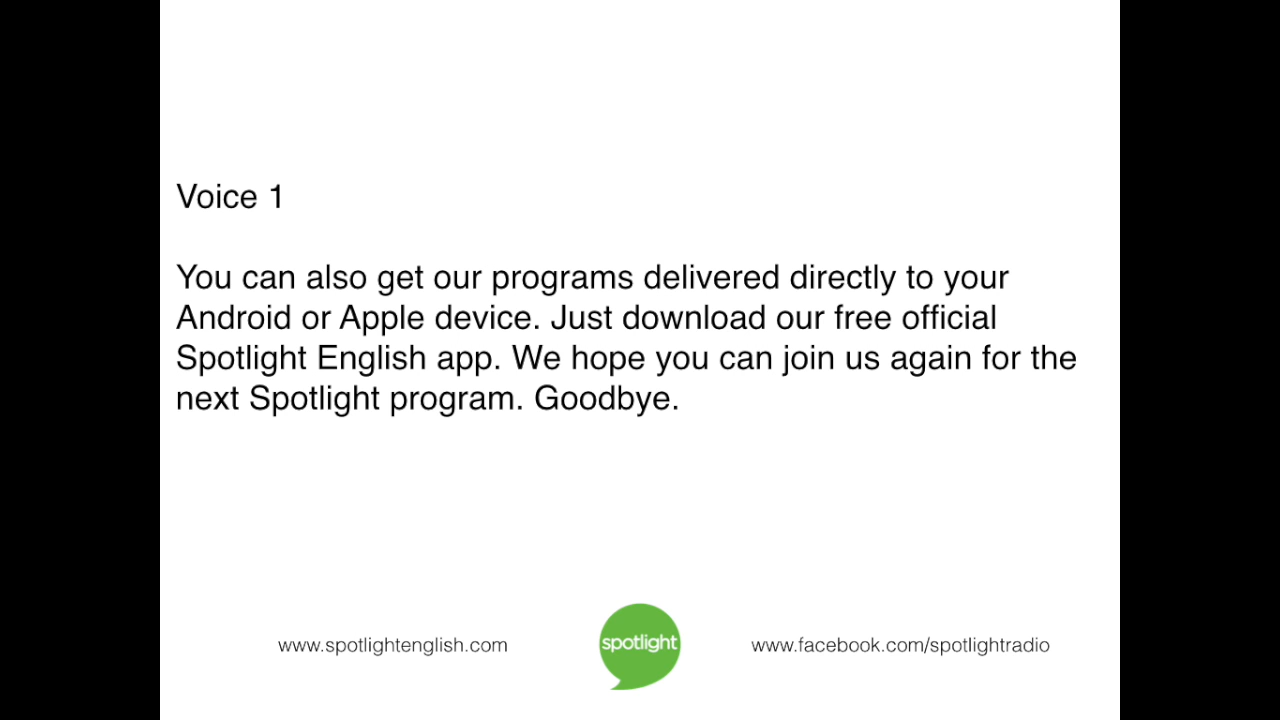 Voice 1
You can also get our programs delivered directly to your
Android or Apple device. Just download our free official
Spotlight English app. We hope you can join us again for the
next Spotlight program. Goodbye.
www.spotlightenglish.com
spotlight
www.facebook.com/spotlightradio